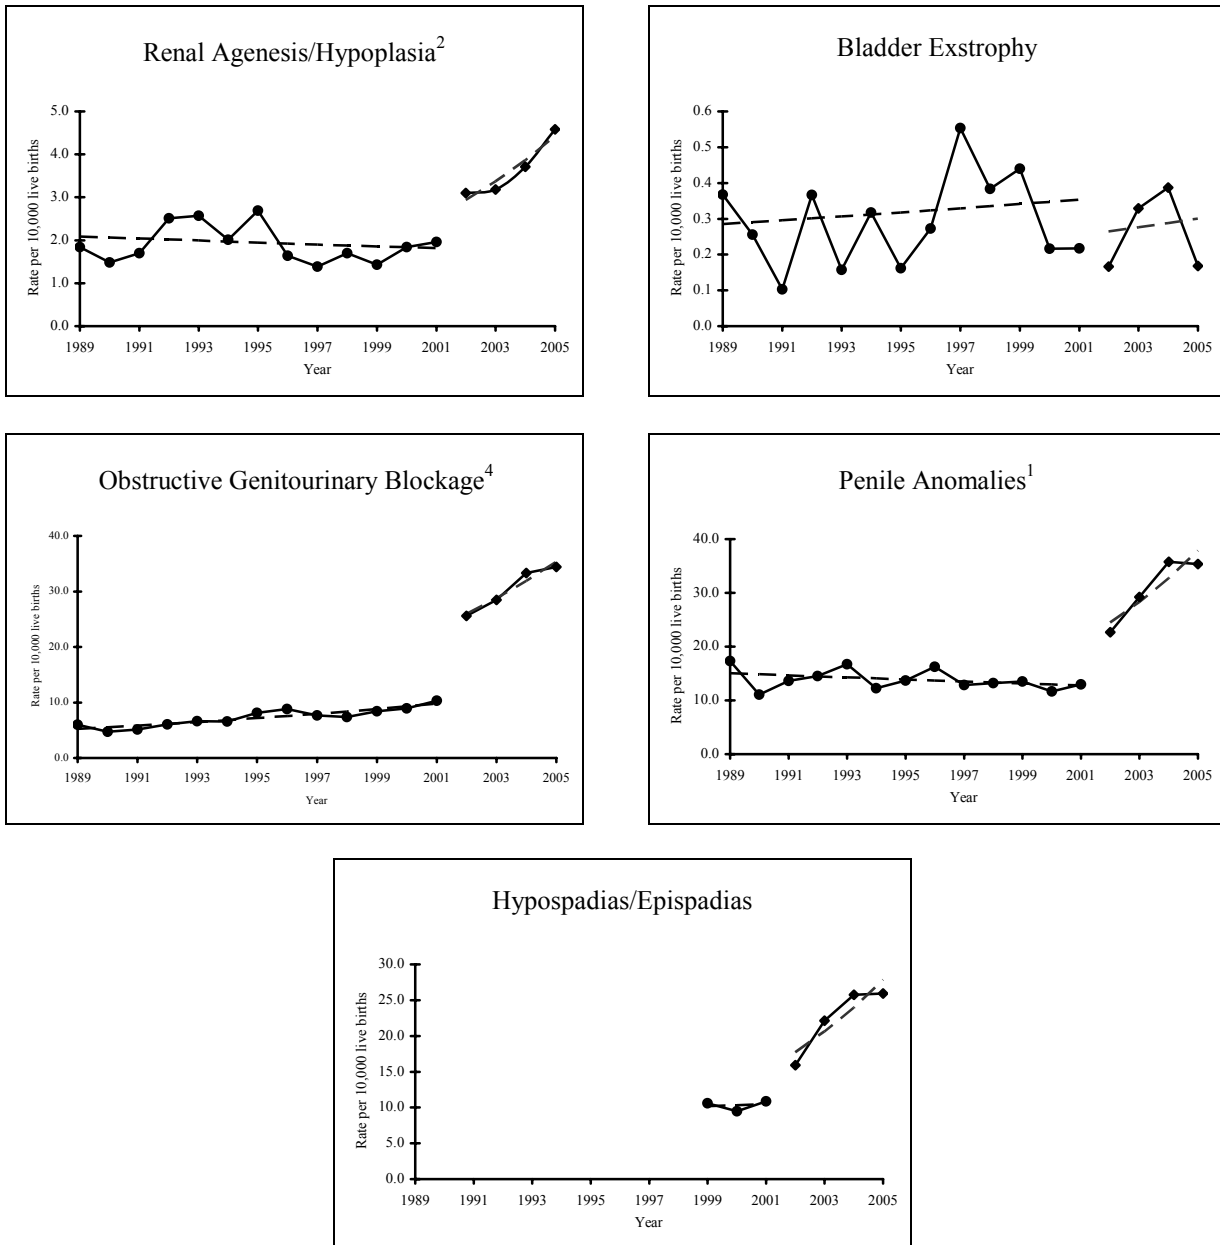 Renal Agenesis/Hypoplasia2
Rate per 10,000 live births
5.0
4.0
3.0
2.0
1.0
0.0
1989 1991 1993 1995 1997 1999 2001 2003 2005
Year
Bladder Exstrophy
Rate per 10,000 live births
0.6
0.5
0.4
0.3
0.2
0.1
0.0
1989 1991 1993 1995 1997 1999 2001 2003 2005
Year
Obstructive Genitourinary Blockage4
Rate per 10,000 live births
40.0
30.0
20.0
10.0
0.0
1989 1991 1993 1995 1997 1999 2001 2003 2005
Year
Penile Anomalies1
Rate per 10,000 live births
40.0
30.0
20.0
10.0
0.0
1989 1991 1993 1995 1997 1999 2001 2003 2005
Year
Hypospadias/Epispadias
Rate per 10,000 live births
30.0
25.0
20.0
15.0
10.0
5.0
0.0
1989 1991 1993 1995 1997 1999 2001 2003 2005
Year